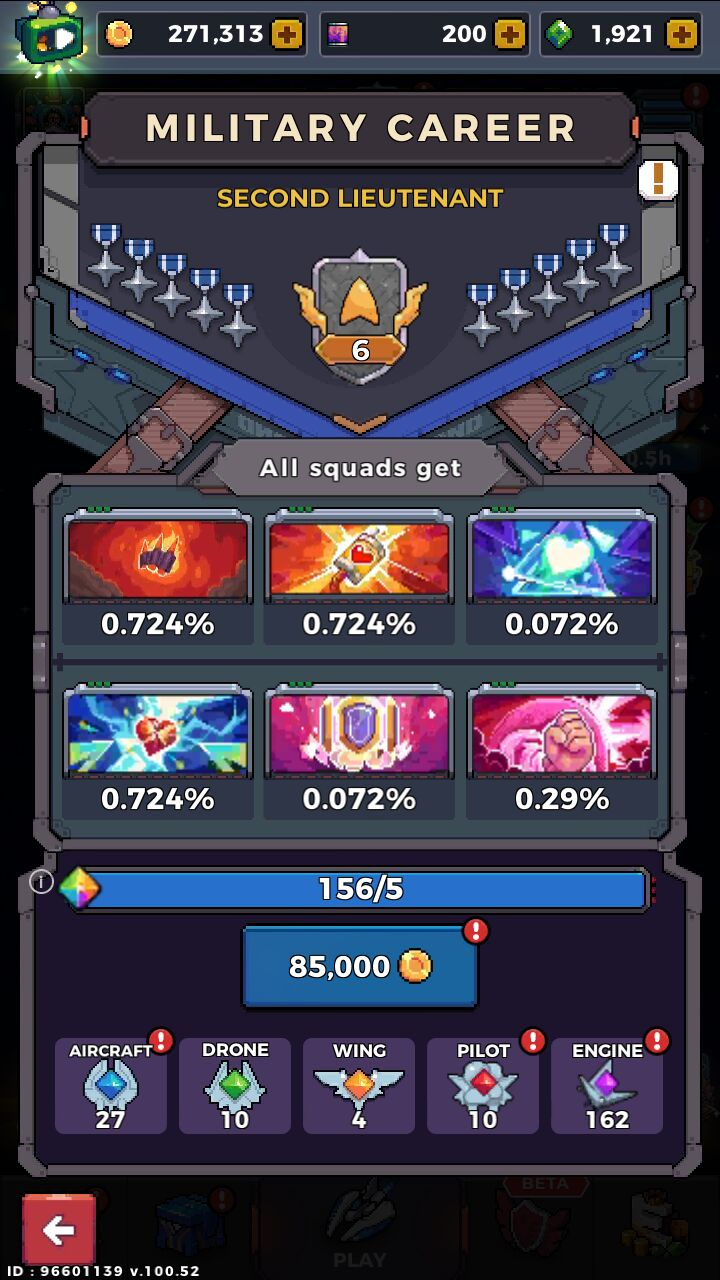 271,313
200
1,921
MILITARY CAREER
SECOND LIEUTENANT
6
0.5h
All squads get
0.724% 0.724% 0.072%
0.724% 0.072% 0.29%
156/5
85,000
AIRCRAFT DRONE WING PILOT ENGINE
27 10 4 10 162
BETA
PLAY
ID : 96601139 v.100.52